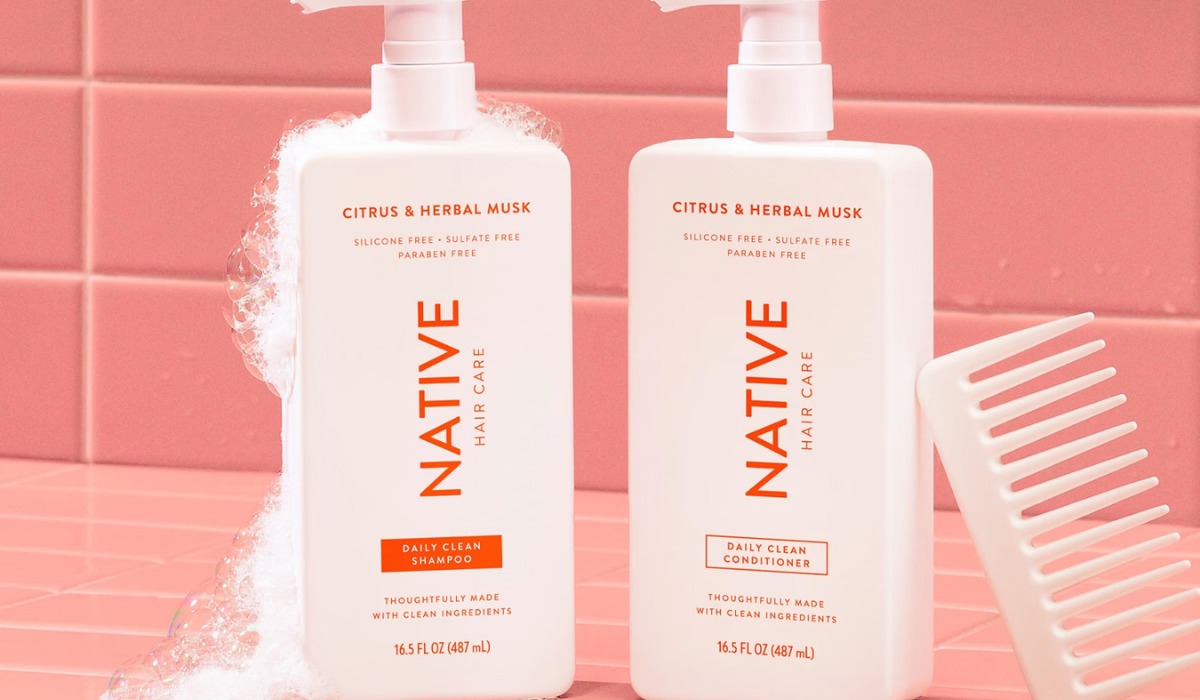 CITRUS & HERBAL MUSK
SILICONE FREE • SULFATE FREE
PARABEN FREE
NATIVE
HAIR CARE
DAILY CLEAN
SHAMPOO
THOUGHTFULLY MADE
WITH CLEAN INGREDIENTS
16.5 FL OZ (487 mL)
CITRUS & HERBAL MUSK
SILICONE FREE • SULFATE FREE
PARABEN FREE
NATIVE
HAIR CARE
DAILY CLEAN
CONDITIONER
THOUGHTFULLY MADE
WITH CLEAN INGREDIENTS
16.5 FL OZ (487 mL)